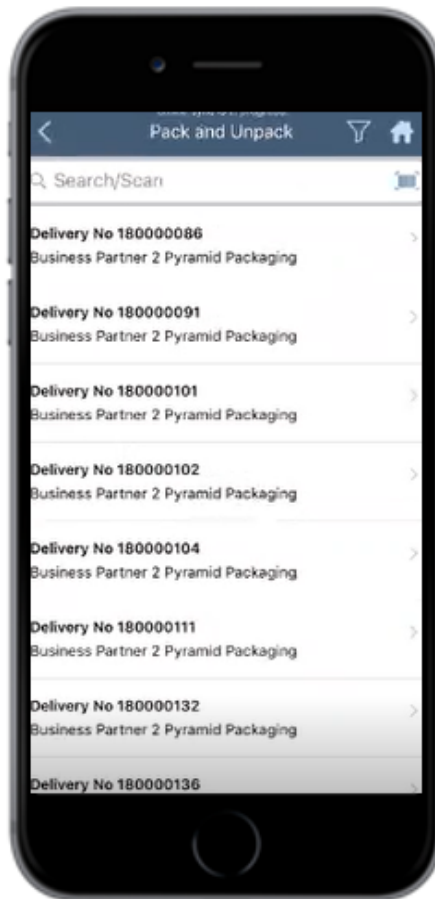 Pack and Unpack
Search/Scan
Delivery No 180000086
Business Partner 2 Pyramid Packaging
Delivery No 180000091
Business Partner 2 Pyramid Packaging
Delivery No 180000101
Business Partner 2 Pyramid Packaging
Delivery No 180000102
Business Partner 2 Pyramid Packaging
Delivery No 180000104
Business Partner 2 Pyramid Packaging
Delivery No 180000111
Business Partner 2 Pyramid Packaging
Delivery No 180000132
Business Partner 2 Pyramid Packaging
Delivery No 180000136